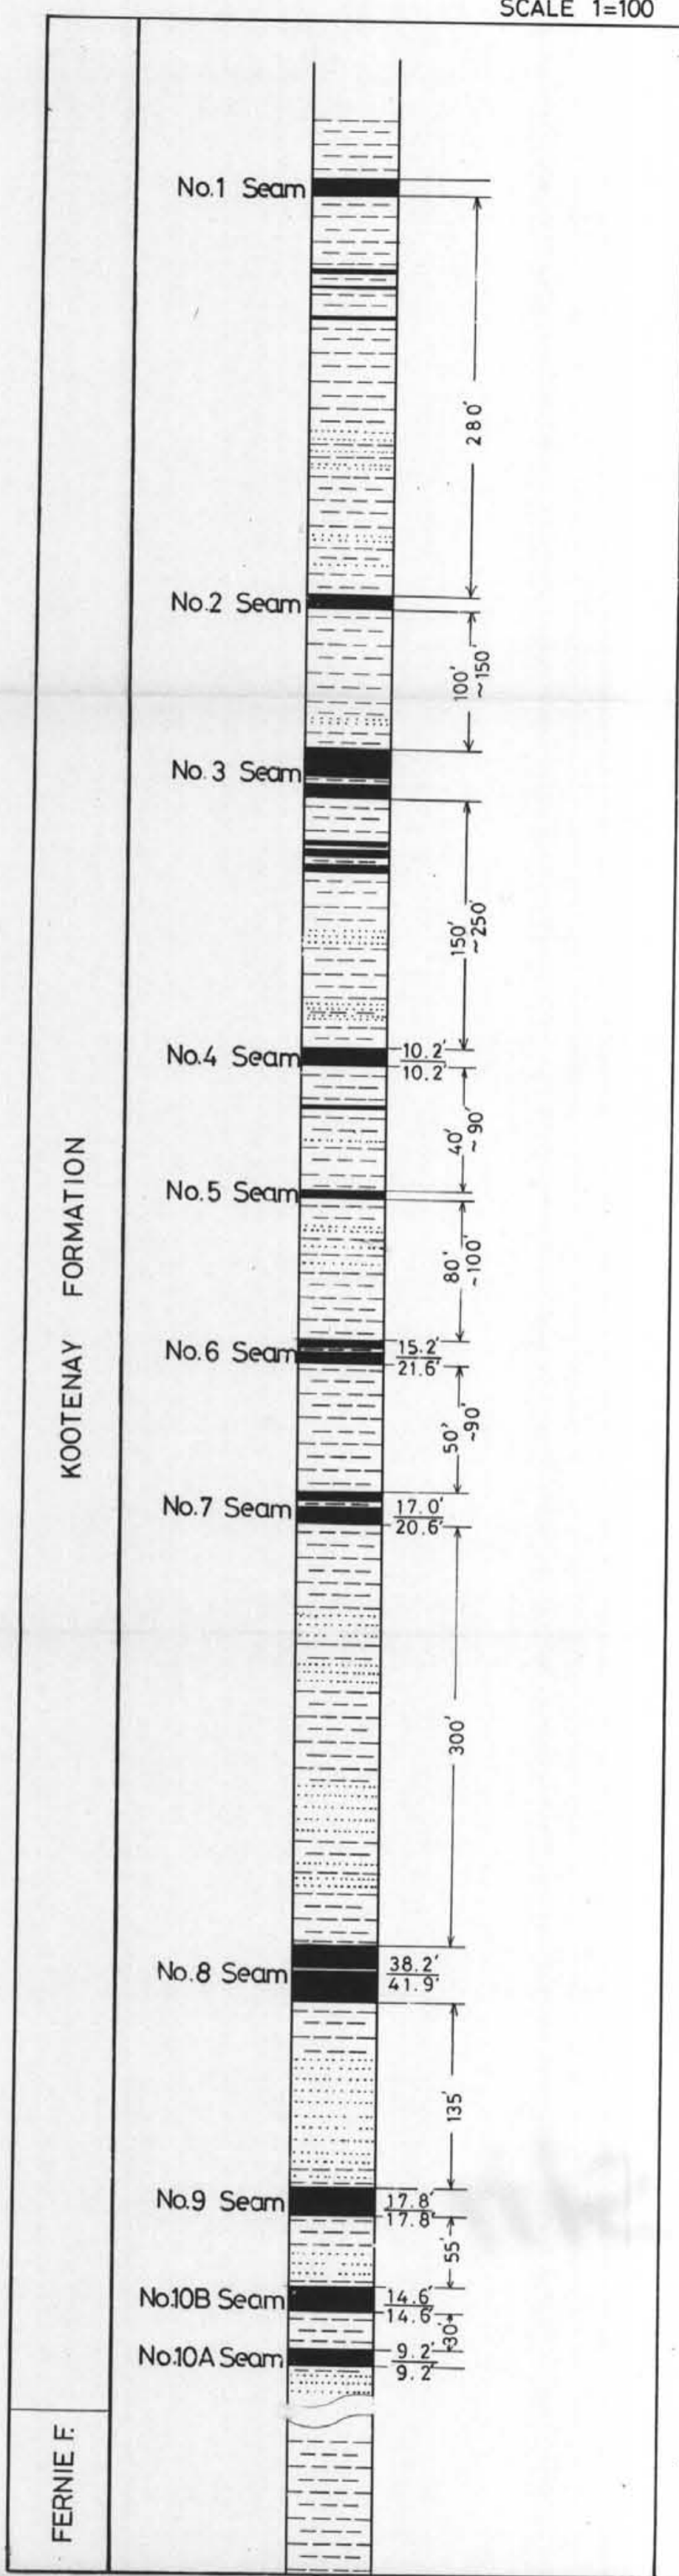 SCALE 1=100
No.1 Seam
280'
No.2 Seam
100'
~150'
No.3 Seam
150'
~250'
No.4 Seam
10.2'
10.2'
40'
~90'
No.5 Seam
80'
~100'
No.6 Seam
15.2'
21.6'
50'
~90'
No.7 Seam
17.0'
20.6'
300'
No.8 Seam
38.2'
41.9'
135'
No.9 Seam
17.8'
17.8'
55'
No.10B Seam
14.6'
14.6'
30'
No.10A Seam
9.2'
9.2'
KOOTENAY FORMATION
FERNIE F.